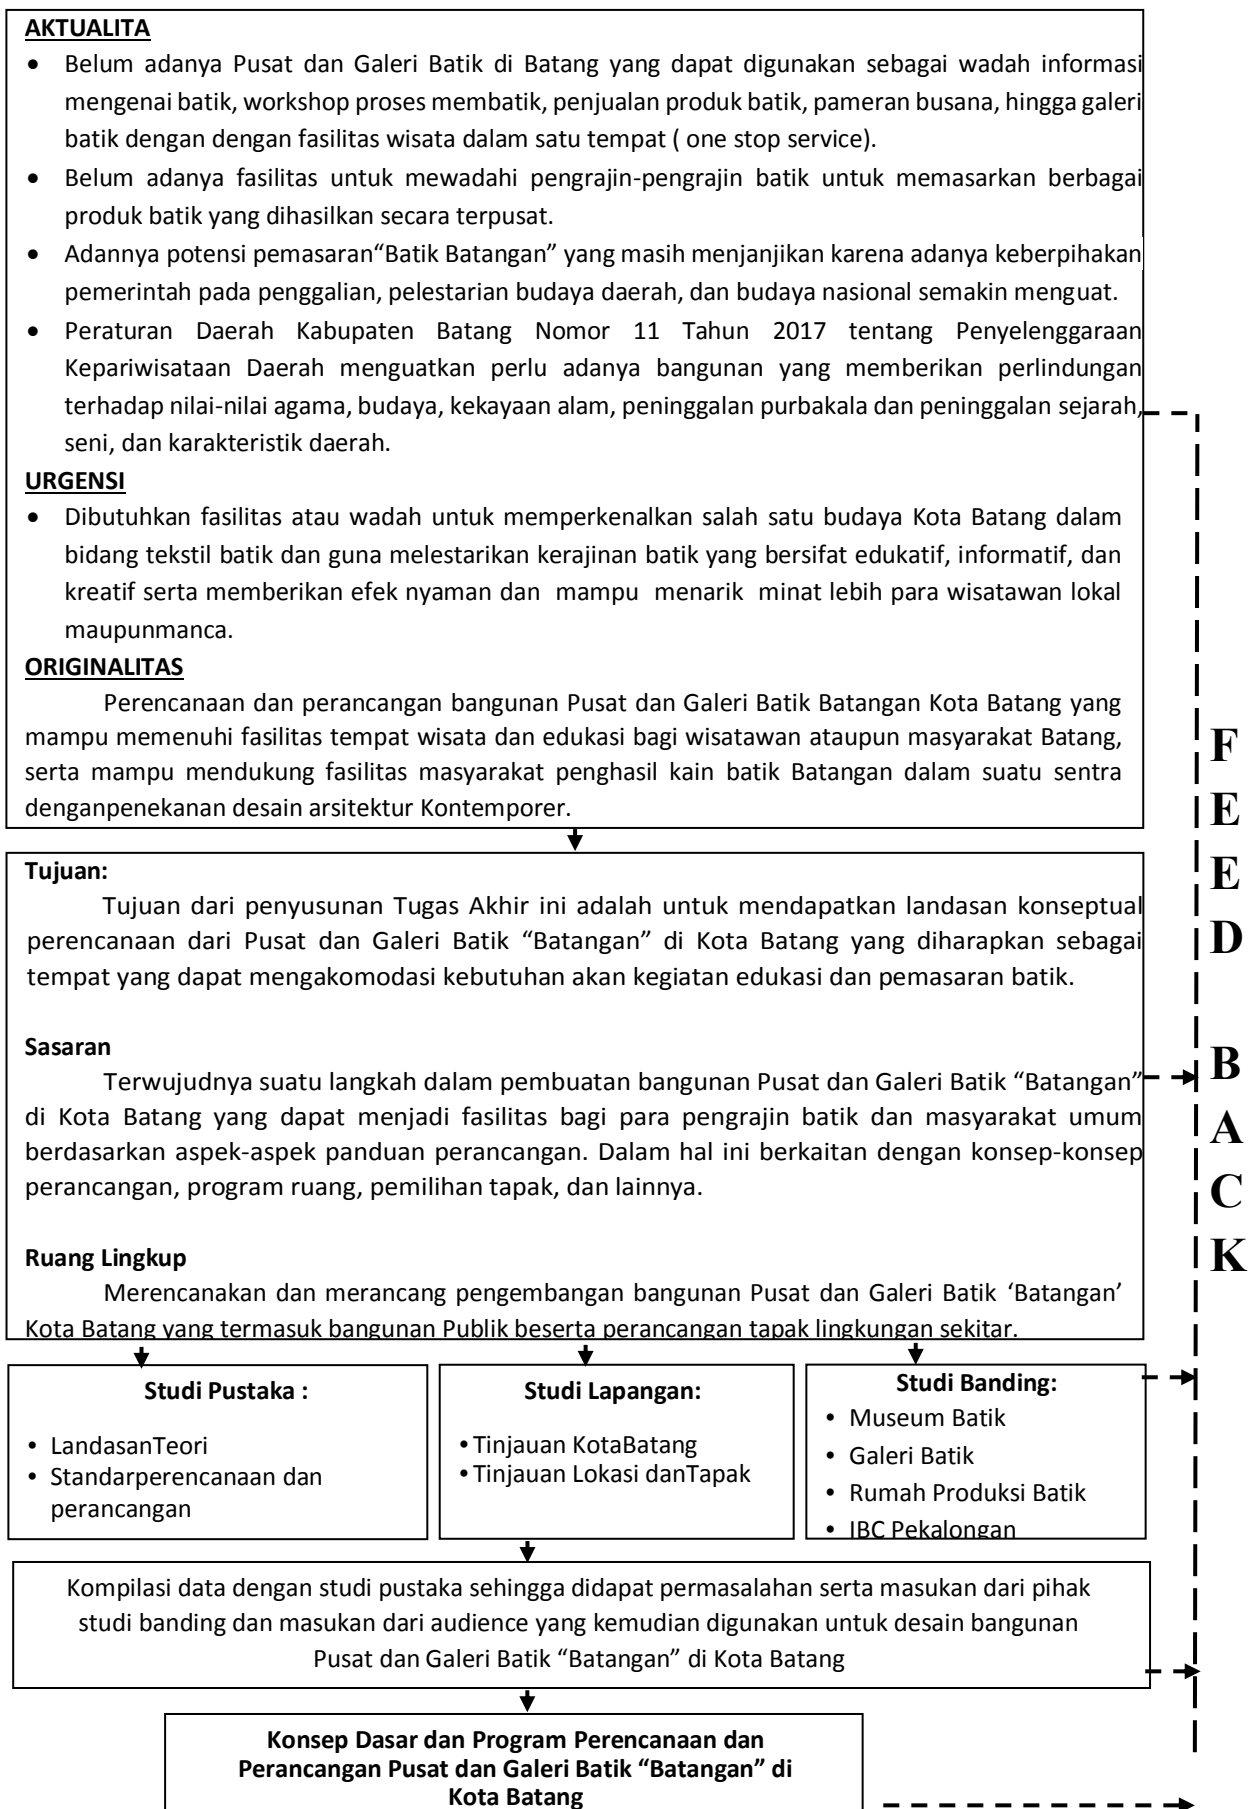 AKTUALITA
• Belum adanya Pusat dan Galeri Batik di Batang yang dapat digunakan sebagai wadah informasi
mengenai batik, workshop proses membatik, penjualan produk batik, pameran busana, hingga galeri
batik dengan dengan fasilitas wisata dalam satu tempat ( one stop service).
• Belum adanya fasilitas untuk mewadahi pengrajin-pengrajin batik untuk memasarkan berbagai
produk batik yang dihasilkan secara terpusat.
• Adannya potensi pemasaran“Batik Batangan” yang masih menjanjikan karena adanya keberpihakan
pemerintah pada penggalian, pelestarian budaya daerah, dan budaya nasional semakin menguat.
• Peraturan Daerah Kabupaten Batang Nomor 11 Tahun 2017 tentang Penyelenggaraan
Kepariwisataan Daerah menguatkan perlu adanya bangunan yang memberikan perlindungan
terhadap nilai-nilai agama, budaya, kekayaan alam, peninggalan purbakala dan peninggalan sejarah,
seni, dan karakteristik daerah.
URGENSI
• Dibutuhkan fasilitas atau wadah untuk memperkenalkan salah satu budaya Kota Batang dalam
bidang tekstil batik dan guna melestarikan kerajinan batik yang bersifat edukatif, informatif, dan
kreatif serta memberikan efek nyaman dan mampu menarik minat lebih para wisatawan lokal
maupunmanca.
ORIGINALITAS
Perencanaan dan perancangan bangunan Pusat dan Galeri Batik Batangan Kota Batang yang
mampu memenuhi fasilitas tempat wisata dan edukasi bagi wisatawan ataupun masyarakat Batang,
serta mampu mendukung fasilitas masyarakat penghasil kain batik Batangan dalam suatu sentra
denganpenekanan desain arsitektur Kontemporer.
Tujuan:
Tujuan dari penyusunan Tugas Akhir ini adalah untuk mendapatkan landasan konseptual
perencanaan dari Pusat dan Galeri Batik “Batangan” di Kota Batang yang diharapkan sebagai
tempat yang dapat mengakomodasi kebutuhan akan kegiatan edukasi dan pemasaran batik.
Sasaran
Terwujudnya suatu langkah dalam pembuatan bangunan Pusat dan Galeri Batik “Batangan”
di Kota Batang yang dapat menjadi fasilitas bagi para pengrajin batik dan masyarakat umum
berdasarkan aspek-aspek panduan perancangan. Dalam hal ini berkaitan dengan konsep-konsep
perancangan, program ruang, pemilihan tapak, dan lainnya.
Ruang Lingkup
Merencanakan dan merancang pengembangan bangunan Pusat dan Galeri Batik ‘Batangan’
Kota Batang yang termasuk bangunan Publik beserta perancangan tapak lingkungan sekitar.
Studi Pustaka :
• LandasanTeori
• Standarperencanaan dan
perancangan
Studi Lapangan:
• Tinjauan KotaBatang
• Tinjauan Lokasi danTapak
Studi Banding:
• Museum Batik
• Galeri Batik
• Rumah Produksi Batik
• IBC Pekalongan
Kompilasi data dengan studi pustaka sehingga didapat permasalahan serta masukan dari pihak
studi banding dan masukan dari audience yang kemudian digunakan untuk desain bangunan
Pusat dan Galeri Batik “Batangan” di Kota Batang
Konsep Dasar dan Program Perencanaan dan
Perancangan Pusat dan Galeri Batik “Batangan” di
Kota Batang
F
E
E
D
B
A
C
K